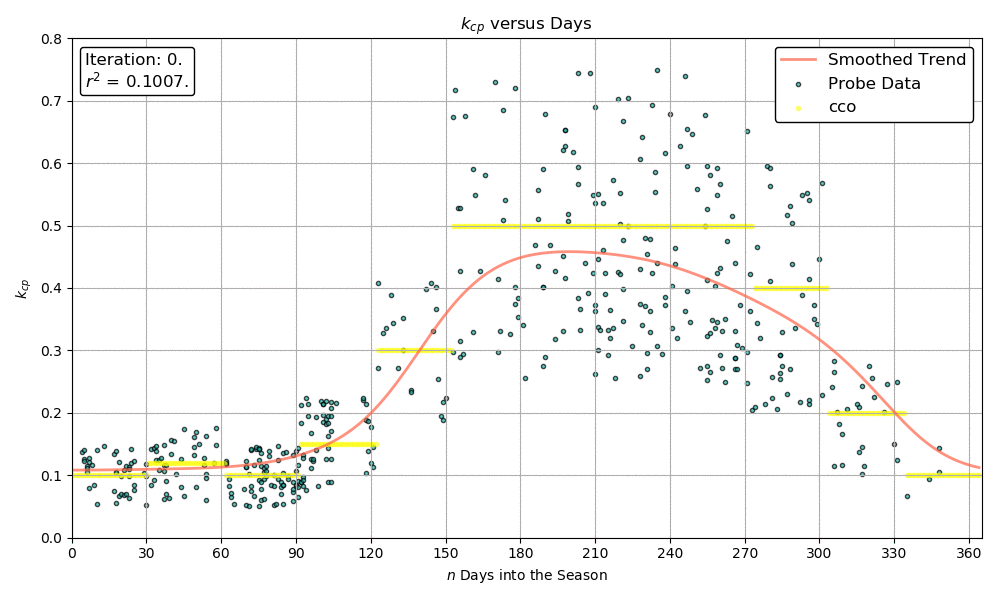 k_cp versus Days
Iteration: 0.
r² = 0.1007.
Smoothed Trend
Probe Data
cco
0.8
0.7
0.6
0.5
0.4
0.3
0.2
0.1
0.0
k_cp
0 30 60 90 120 150 180 210 240 270 300 330 360
n Days into the Season